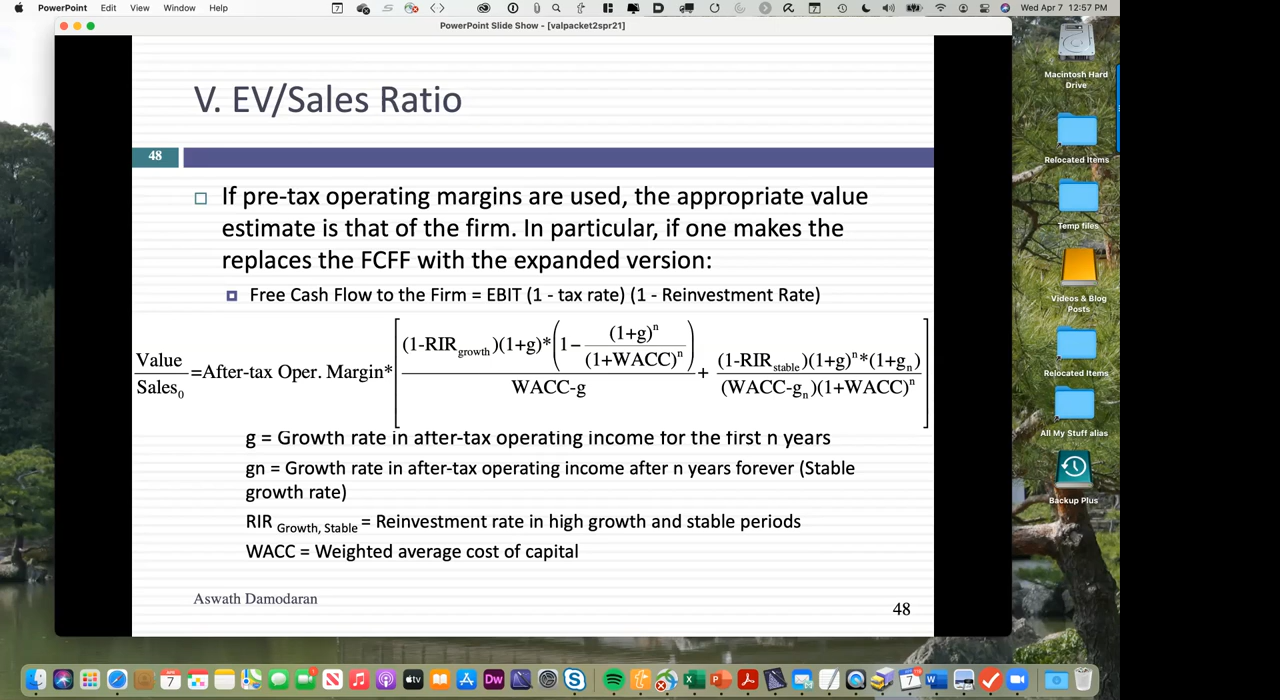 PowerPoint File Edit View Window Help
7
7
Wed Apr 7 12:57 PM
PowerPoint Slide Show - [valpacket2spr21]
V. EV/Sales Ratio
48
□ If pre-tax operating margins are used, the appropriate value
estimate is that of the firm. In particular, if one makes the
replaces the FCFF with the expanded version:
Free Cash Flow to the Firm = EBIT (1 - tax rate) (1 - Reinvestment Rate)
Value/Sales₀ =After-tax Oper. Margin* [ (1-RIR_growth)(1+g)*(1− (1+g)ⁿ/(1+WACC)ⁿ) / WACC-g + (1-RIR_stable)(1+g)ⁿ*(1+gₙ) / (WACC-gₙ)(1+WACC)ⁿ ]
g = Growth rate in after-tax operating income for the first n years
gn = Growth rate in after-tax operating income after n years forever (Stable
growth rate)
RIR Growth, Stable = Reinvestment rate in high growth and stable periods
WACC = Weighted average cost of capital
Aswath Damodaran
48
Macintosh Hard
Drive
Relocated Items
Temp files
Videos & Blog
Posts
Relocated Items
All My Stuff alias
Backup Plus
7
tv
Dw